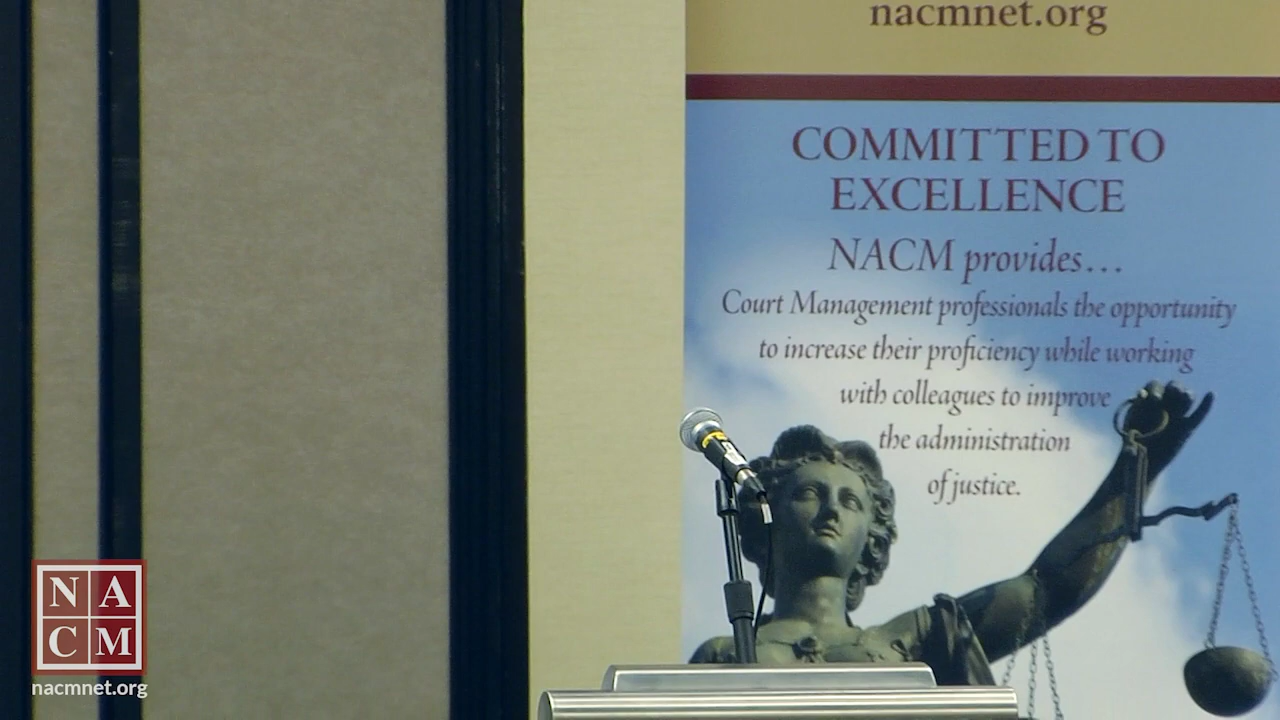 nacmnet.org
COMMITTED TO
EXCELLENCE
NACM provides...
Court Management professionals the opportunity
to increase their proficiency while working
with colleagues to improve
the administration
of justice.
N A
C M
nacmnet.org